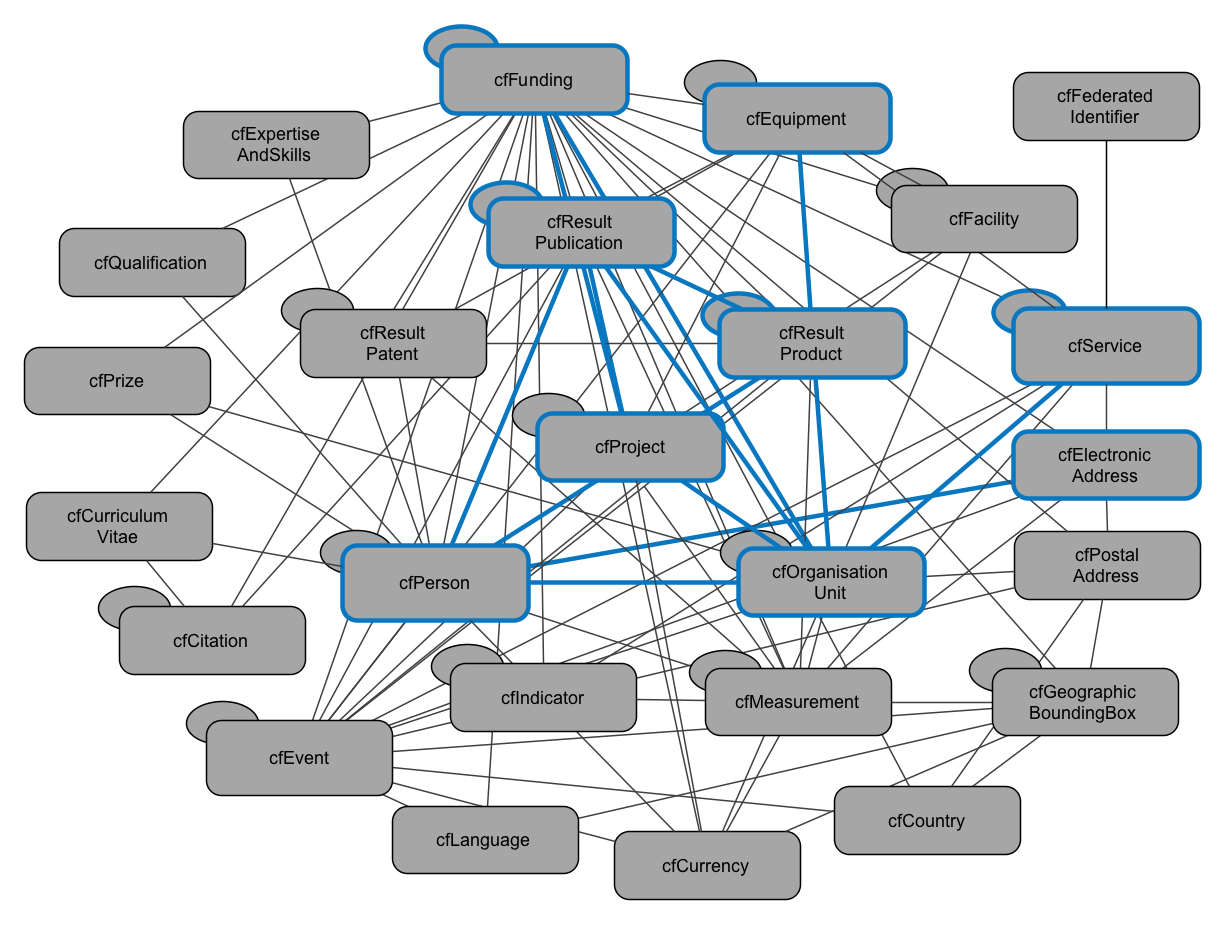 cfFunding
cfEquipment
cfFederated
Identifier
cfExpertise
AndSkills
cfResult
Publication
cfFacility
cfQualification
cfResult
Patent
cfResult
Product
cfService
cfPrize
cfProject
cfElectronic
Address
cfCurriculum
Vitae
cfPostal
Address
cfPerson
cfOrganisation
Unit
cfCitation
cfIndicator
cfMeasurement
cfGeographic
BoundingBox
cfEvent
cfLanguage
cfCurrency
cfCountry